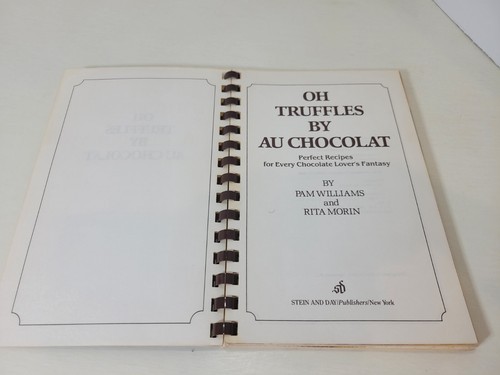 OH
TRUFFLES
BY
AU CHOCOLAT
Perfect Recipes
for Every Chocolate Lover's Fantasy
BY
PAM WILLIAMS
and
RITA MORIN
SD
STEIN AND DAY/Publishers/New York